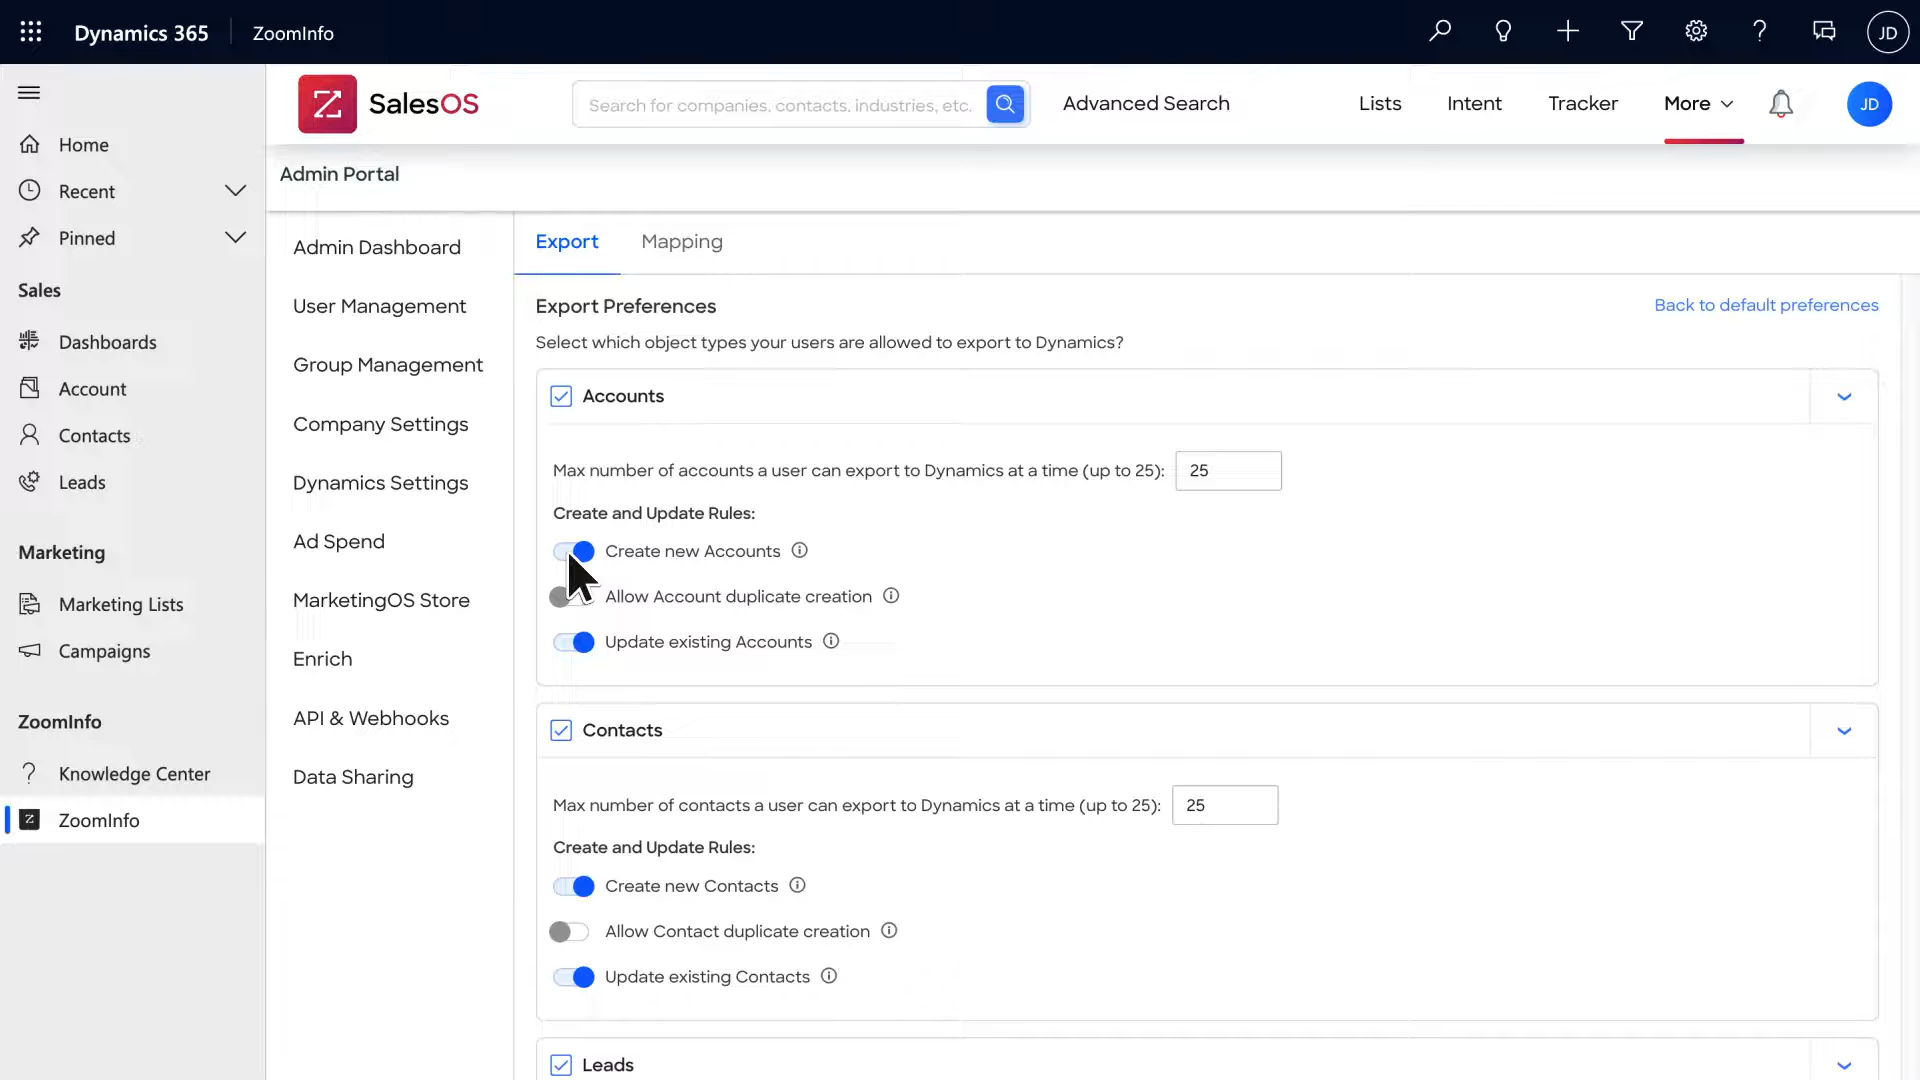 Dynamics 365
ZoomInfo
JD
SalesOS
Search for companies, contacts, industries, etc.
Advanced Search
Lists
Intent
Tracker
More
JD
Home
Recent
Pinned
Sales
Dashboards
Account
Contacts
Leads
Marketing
Marketing Lists
Campaigns
ZoomInfo
Knowledge Center
ZoomInfo
Admin Portal
Admin Dashboard
User Management
Group Management
Company Settings
Dynamics Settings
Ad Spend
MarketingOS Store
Enrich
API & Webhooks
Data Sharing
Export
Mapping
Export Preferences
Back to default preferences
Select which object types your users are allowed to export to Dynamics?
Accounts
Max number of accounts a user can export to Dynamics at a time (up to 25): 25
Create and Update Rules:
Create new Accounts
Allow Account duplicate creation
Update existing Accounts
Contacts
Max number of contacts a user can export to Dynamics at a time (up to 25): 25
Create and Update Rules:
Create new Contacts
Allow Contact duplicate creation
Update existing Contacts
Leads